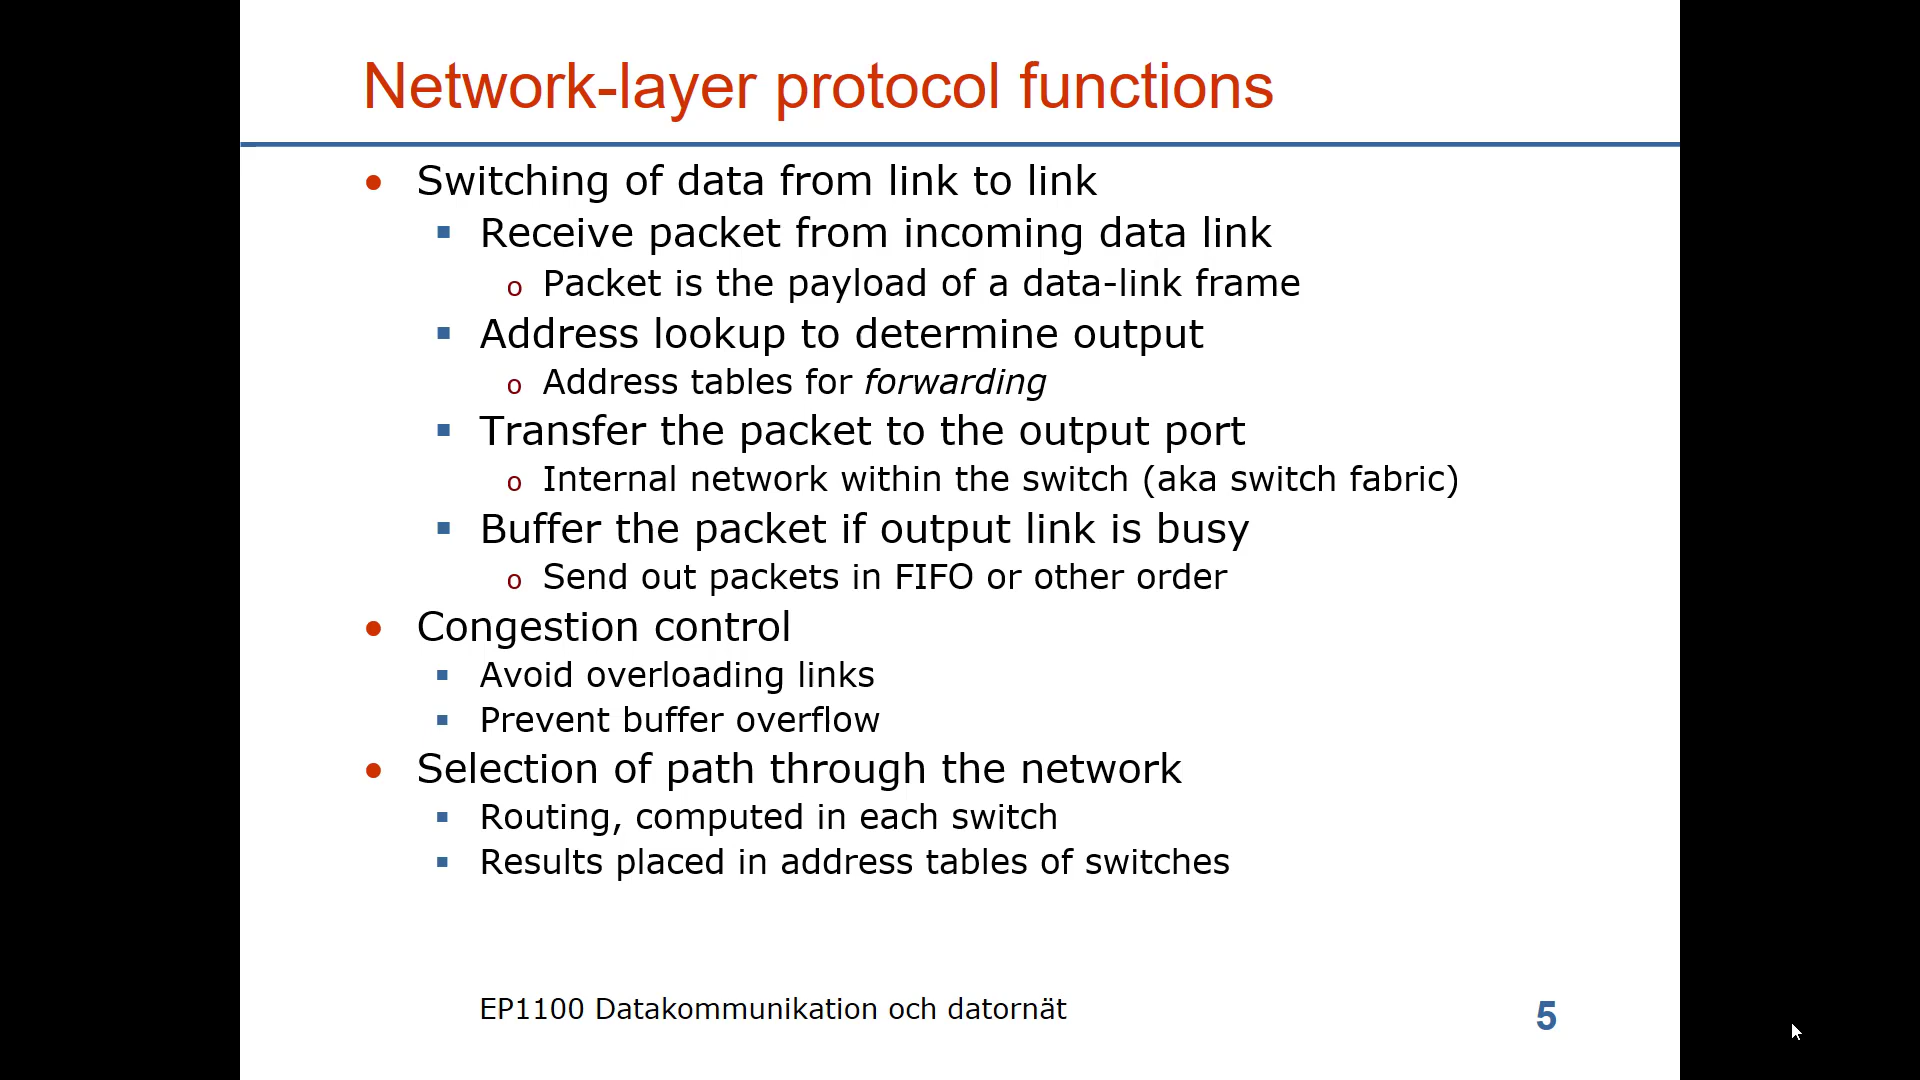 Network-layer protocol functions
Switching of data from link to link
Receive packet from incoming data link
o Packet is the payload of a data-link frame
Address lookup to determine output
o Address tables for forwarding
Transfer the packet to the output port
o Internal network within the switch (aka switch fabric)
Buffer the packet if output link is busy
o Send out packets in FIFO or other order
Congestion control
Avoid overloading links
Prevent buffer overflow
Selection of path through the network
Routing, computed in each switch
Results placed in address tables of switches
EP1100 Datakommunikation och datornät
5